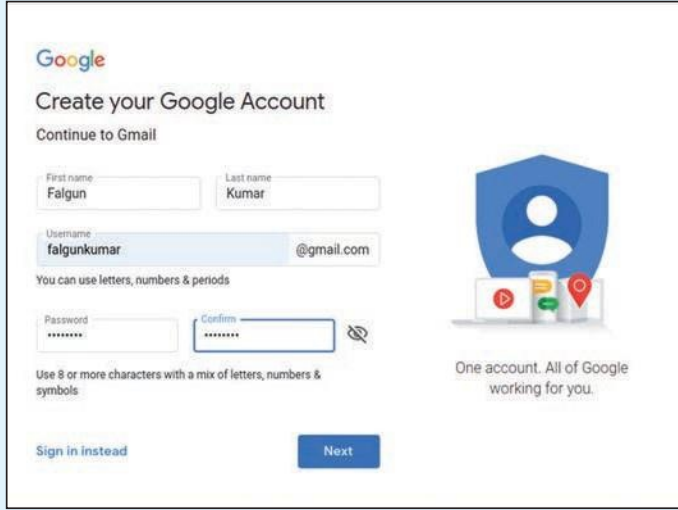 Google
Create your Google Account
Continue to Gmail
First name
Falgun
Last name
Kumar
Username
falgunkumar
@gmail.com
You can use letters, numbers & periods
Password
••••••••
Confirm
••••••••
Use 8 or more characters with a mix of letters, numbers &
symbols
Sign in instead
Next
One account. All of Google
working for you.